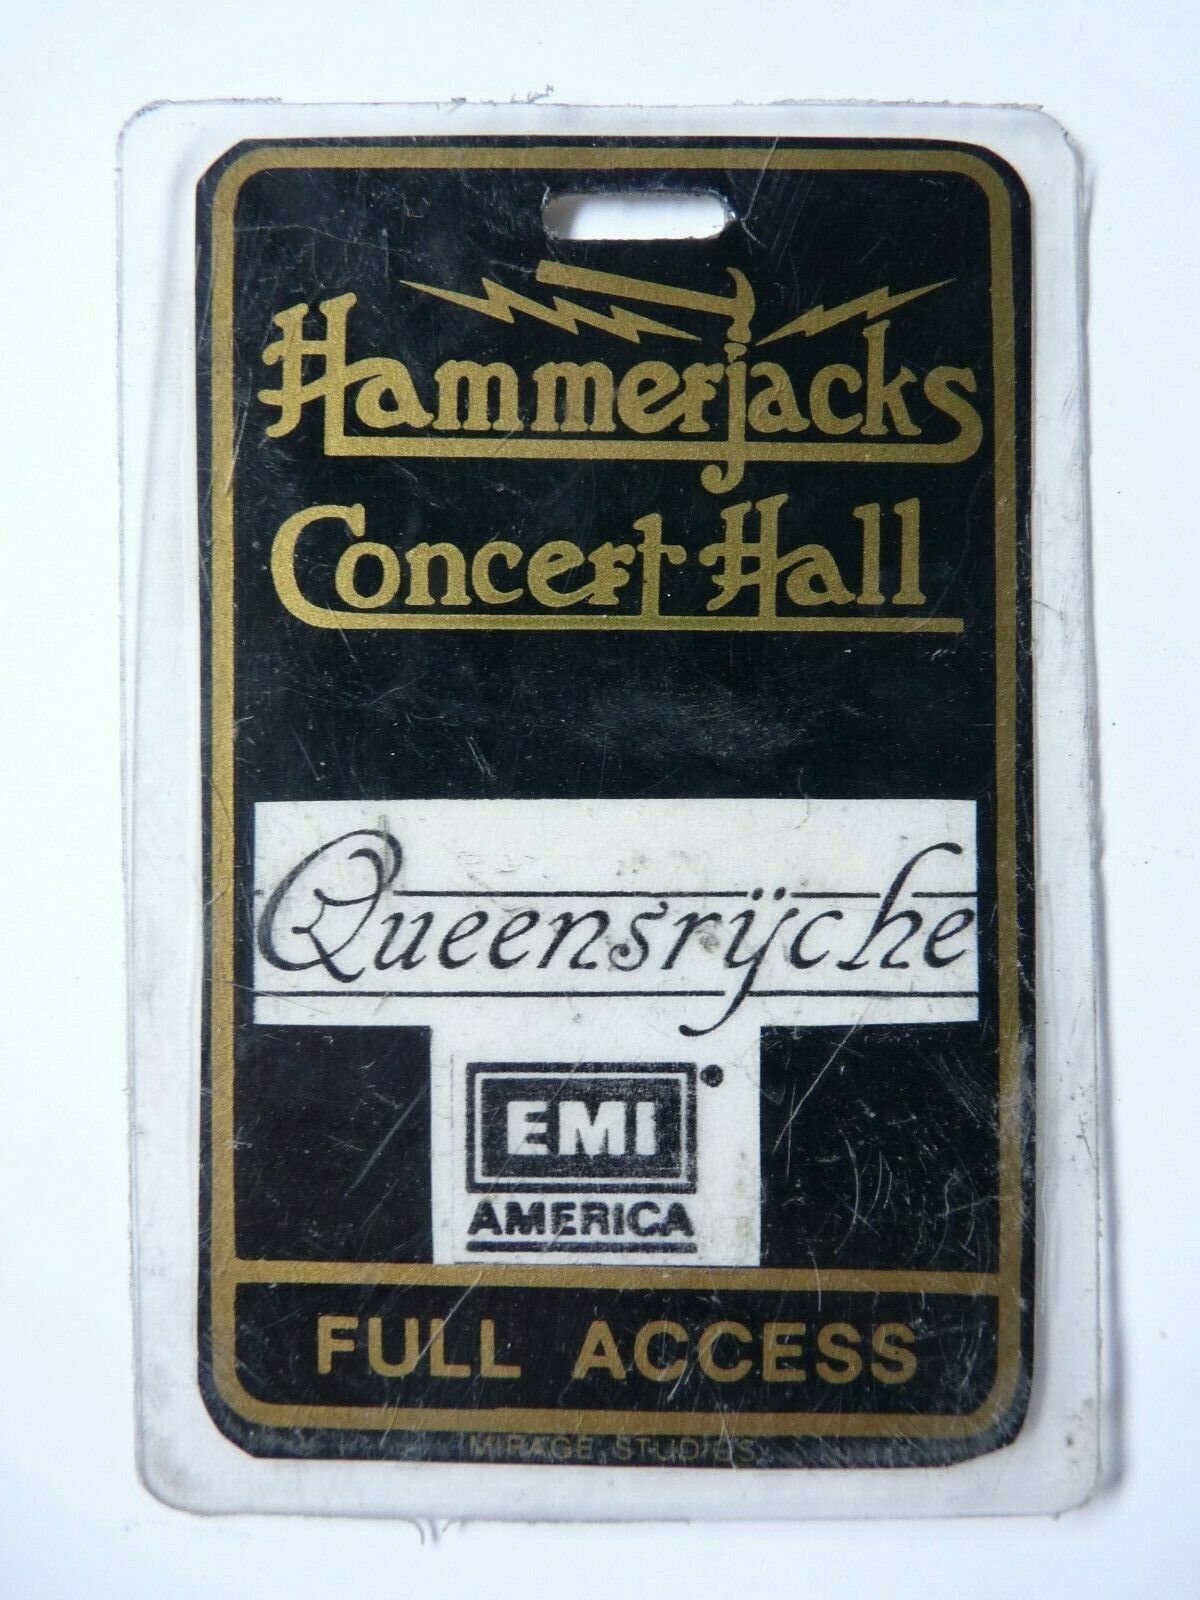 Hammerjacks
Concert Hall
Queensrÿche
EMI
AMERICA
FULL ACCESS
MIRAGE STUDIOS